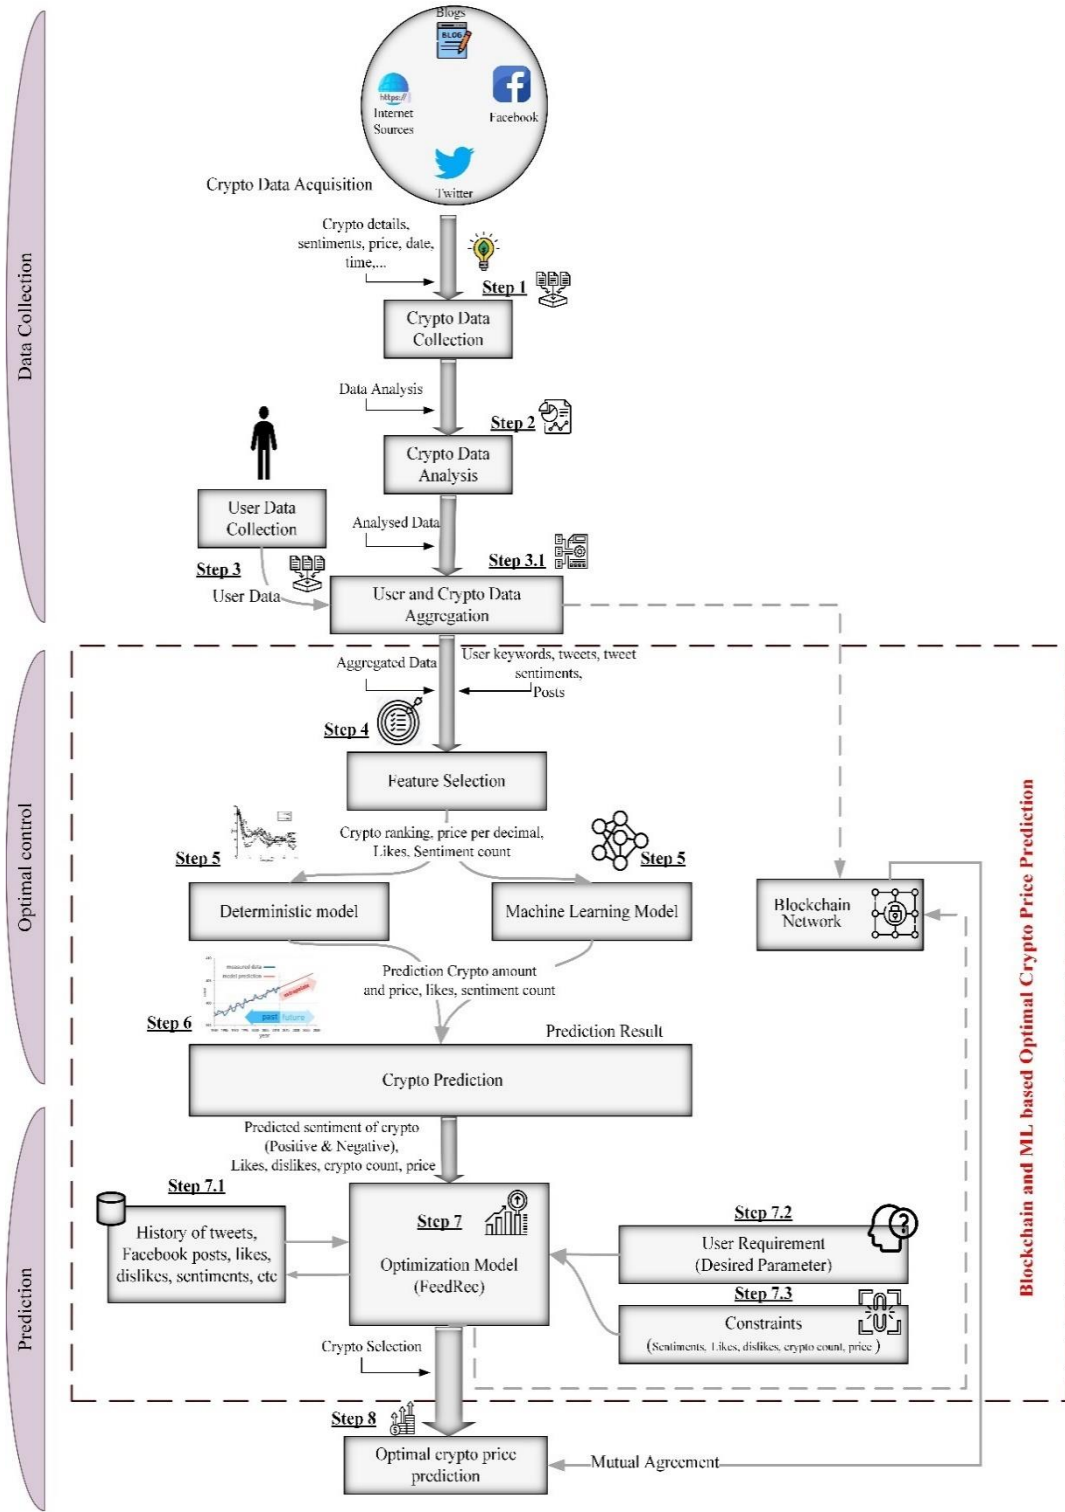 Blogs
BLOG
https://
Internet
Sources
Facebook
Twitter
Crypto Data Acquisition
Crypto details,
sentiments, price, date,
time,...
Step 1
Crypto Data
Collection
Data Collection
Data Analysis
Step 2
Crypto Data
Analysis
User Data
Collection
Analysed Data
Step 3
User Data
Step 3.1
User and Crypto Data
Aggregation
Aggregated Data
User keywords, tweets, tweet
sentiments,
Posts
Step 4
Feature Selection
Optimal control
Crypto ranking, price per decimal,
Likes, Sentiment count
Step 5
Step 5
Deterministic model
Machine Learning Model
Blockchain
Network
Prediction Crypto amount
and price, likes, sentiment count
measured data
model prediction
past
future
year
Step 6
Prediction Result
Crypto Prediction
Blockchain and ML based Optimal Crypto Price Prediction
Predicted sentiment of crypto
(Positive & Negative),
Likes, dislikes, crypto count, price
Prediction
Step 7.1
History of tweets,
Facebook posts, likes,
dislikes, sentiments, etc
Step 7
Optimization Model
(FeedRec)
Step 7.2
User Requirement
(Desired Parameter)
Step 7.3
Constraints
(Sentiments, Likes, dislikes, crypto count, price )
Crypto Selection
Step 8
Optimal crypto price
prediction
Mutual Agreement